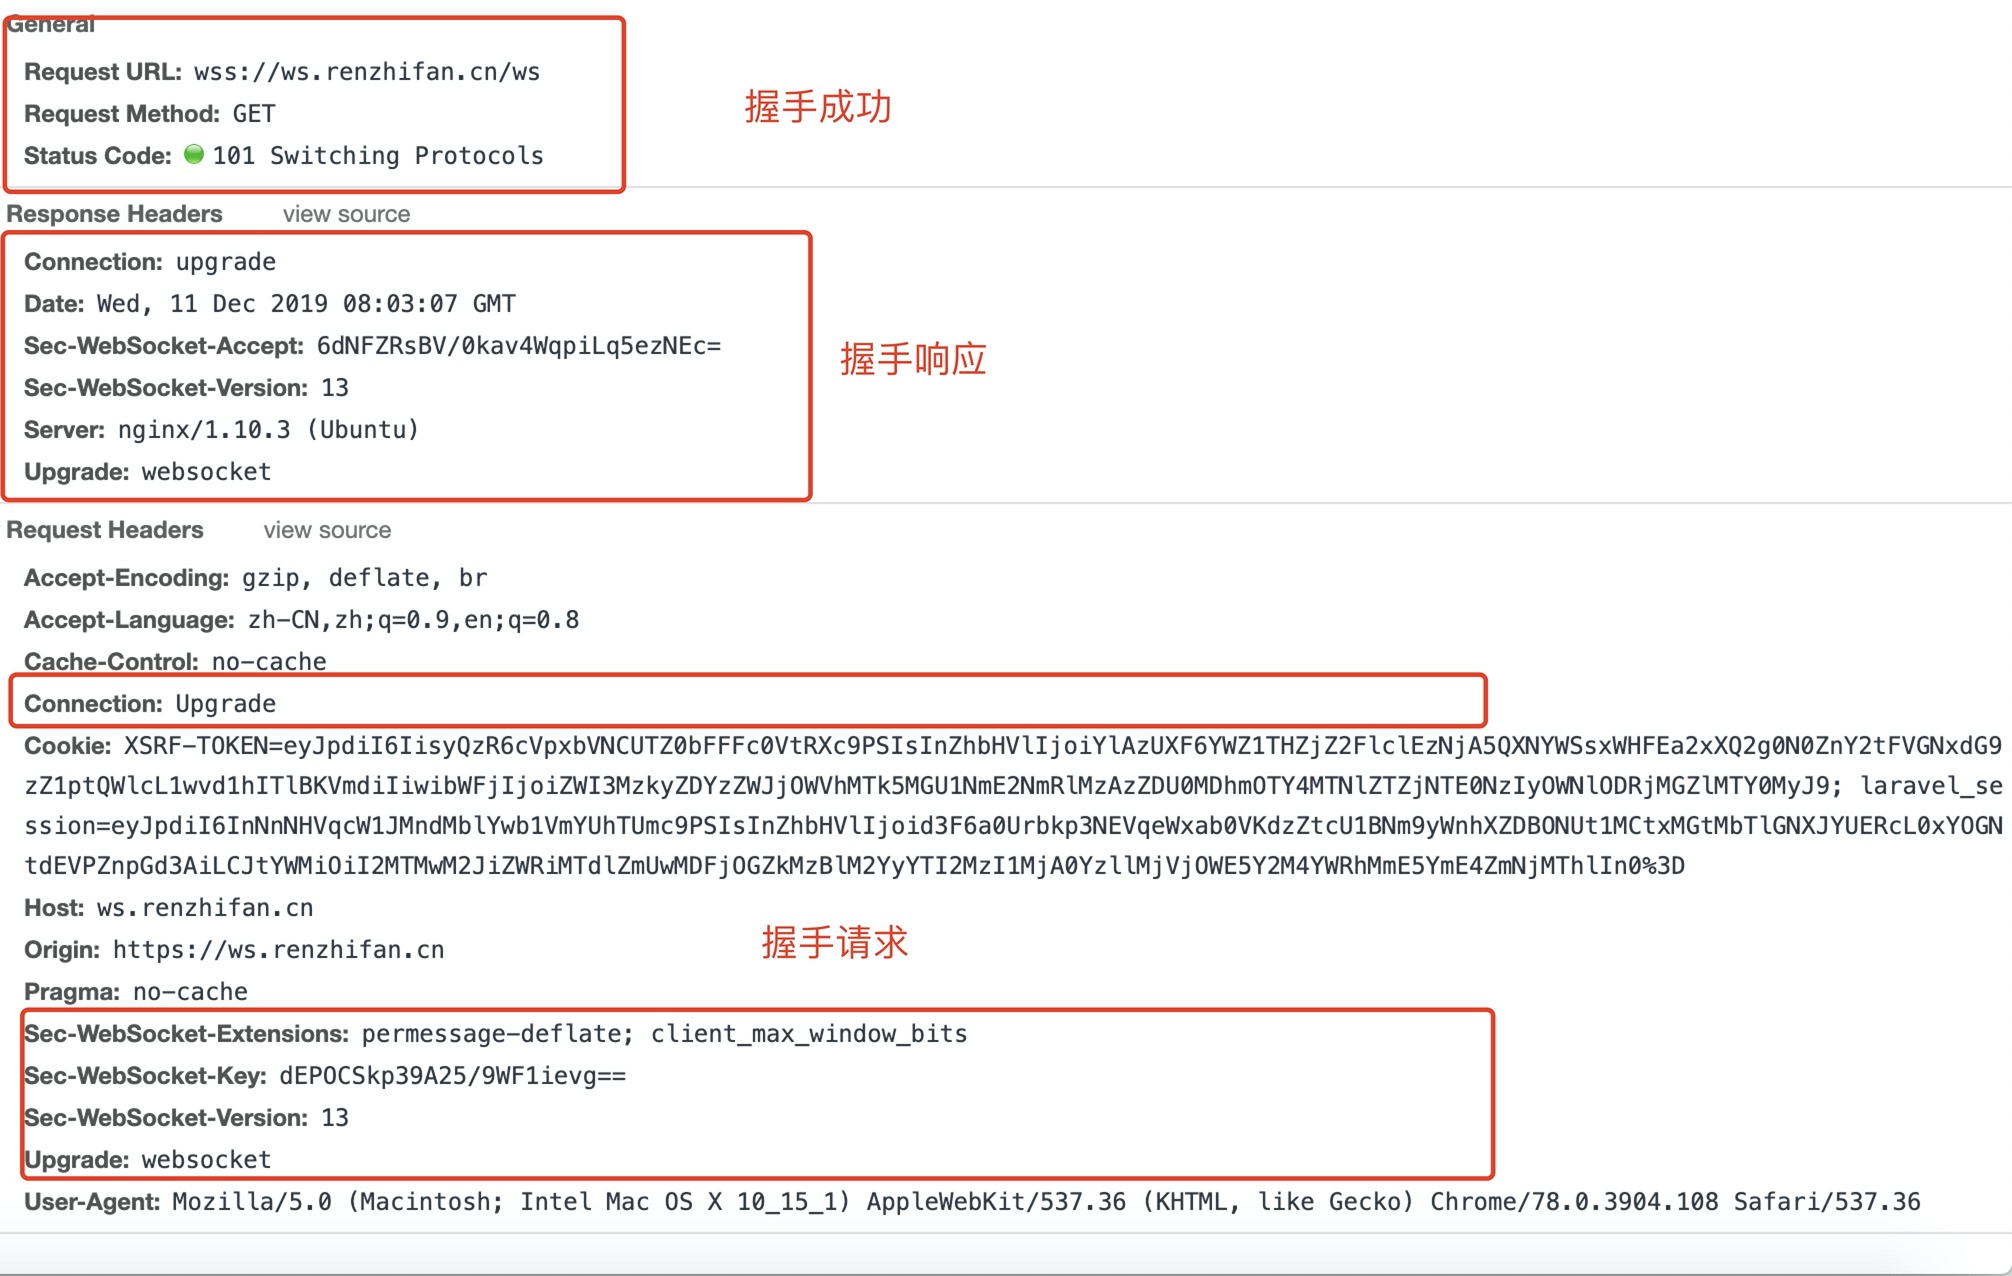 General
Request URL: wss://ws.renzhifan.cn/ws
Request Method: GET
握手成功
Status Code: 101 Switching Protocols
Response Headers view source
Connection: upgrade
Date: Wed, 11 Dec 2019 08:03:07 GMT
Sec-WebSocket-Accept: 6dNFZRsBV/0kav4WqpiLq5ezNEc=
握手响应
Sec-WebSocket-Version: 13
Server: nginx/1.10.3 (Ubuntu)
Upgrade: websocket
Request Headers view source
Accept-Encoding: gzip, deflate, br
Accept-Language: zh-CN,zh;q=0.9,en;q=0.8
Cache-Control: no-cache
Connection: Upgrade
Cookie: XSRF-TOKEN=eyJpdiI6IisyQzR6cVpxbVNCUTZ0bFFFc0VtRXc9PSIsInZhbHVlIjoiYlAzUXF6YWZ1THZjZ2FlclEzNjA5QXNYWSsxWHFEa2xXQ2g0N0ZnY2tFVGNxdG9
zZ1ptQWlcL1wvd1hITlBKVmdiIiwibWFjIjoiZWI3MzkyZDYzZWJjOWVhMTk5MGU1NmE2NmRlMzAzZDU0MDhmOTY4MTNlZTZjNTE0NzIyOWNlODRjMGZlMTY0MyJ9; laravel_se
ssion=eyJpdiI6InNnNHVqcW1JMndMblYwb1VmYUhTUmc9PSIsInZhbHVlIjoid3F6a0Urbkp3NEVqeWxab0VKdzZtcU1BNm9yWnhXZDBONUt1MCtxMGtMbTlGNXJYUERcL0xYOGN
tdEVPZnpGd3AiLCJtYWMiOiI2MTMwM2JiZWRiMTdlZmUwMDFjOGZkMzBlM2YyYTI2MzI1MjA0YzllMjVjOWE5Y2M4YWRhMmE5YmE4ZmNjMThlIn0%3D
Host: ws.renzhifan.cn
Origin: https://ws.renzhifan.cn
握手请求
Pragma: no-cache
Sec-WebSocket-Extensions: permessage-deflate; client_max_window_bits
Sec-WebSocket-Key: dEPOCSkp39A25/9WF1ievg==
Sec-WebSocket-Version: 13
Upgrade: websocket
User-Agent: Mozilla/5.0 (Macintosh; Intel Mac OS X 10_15_1) AppleWebKit/537.36 (KHTML, like Gecko) Chrome/78.0.3904.108 Safari/537.36